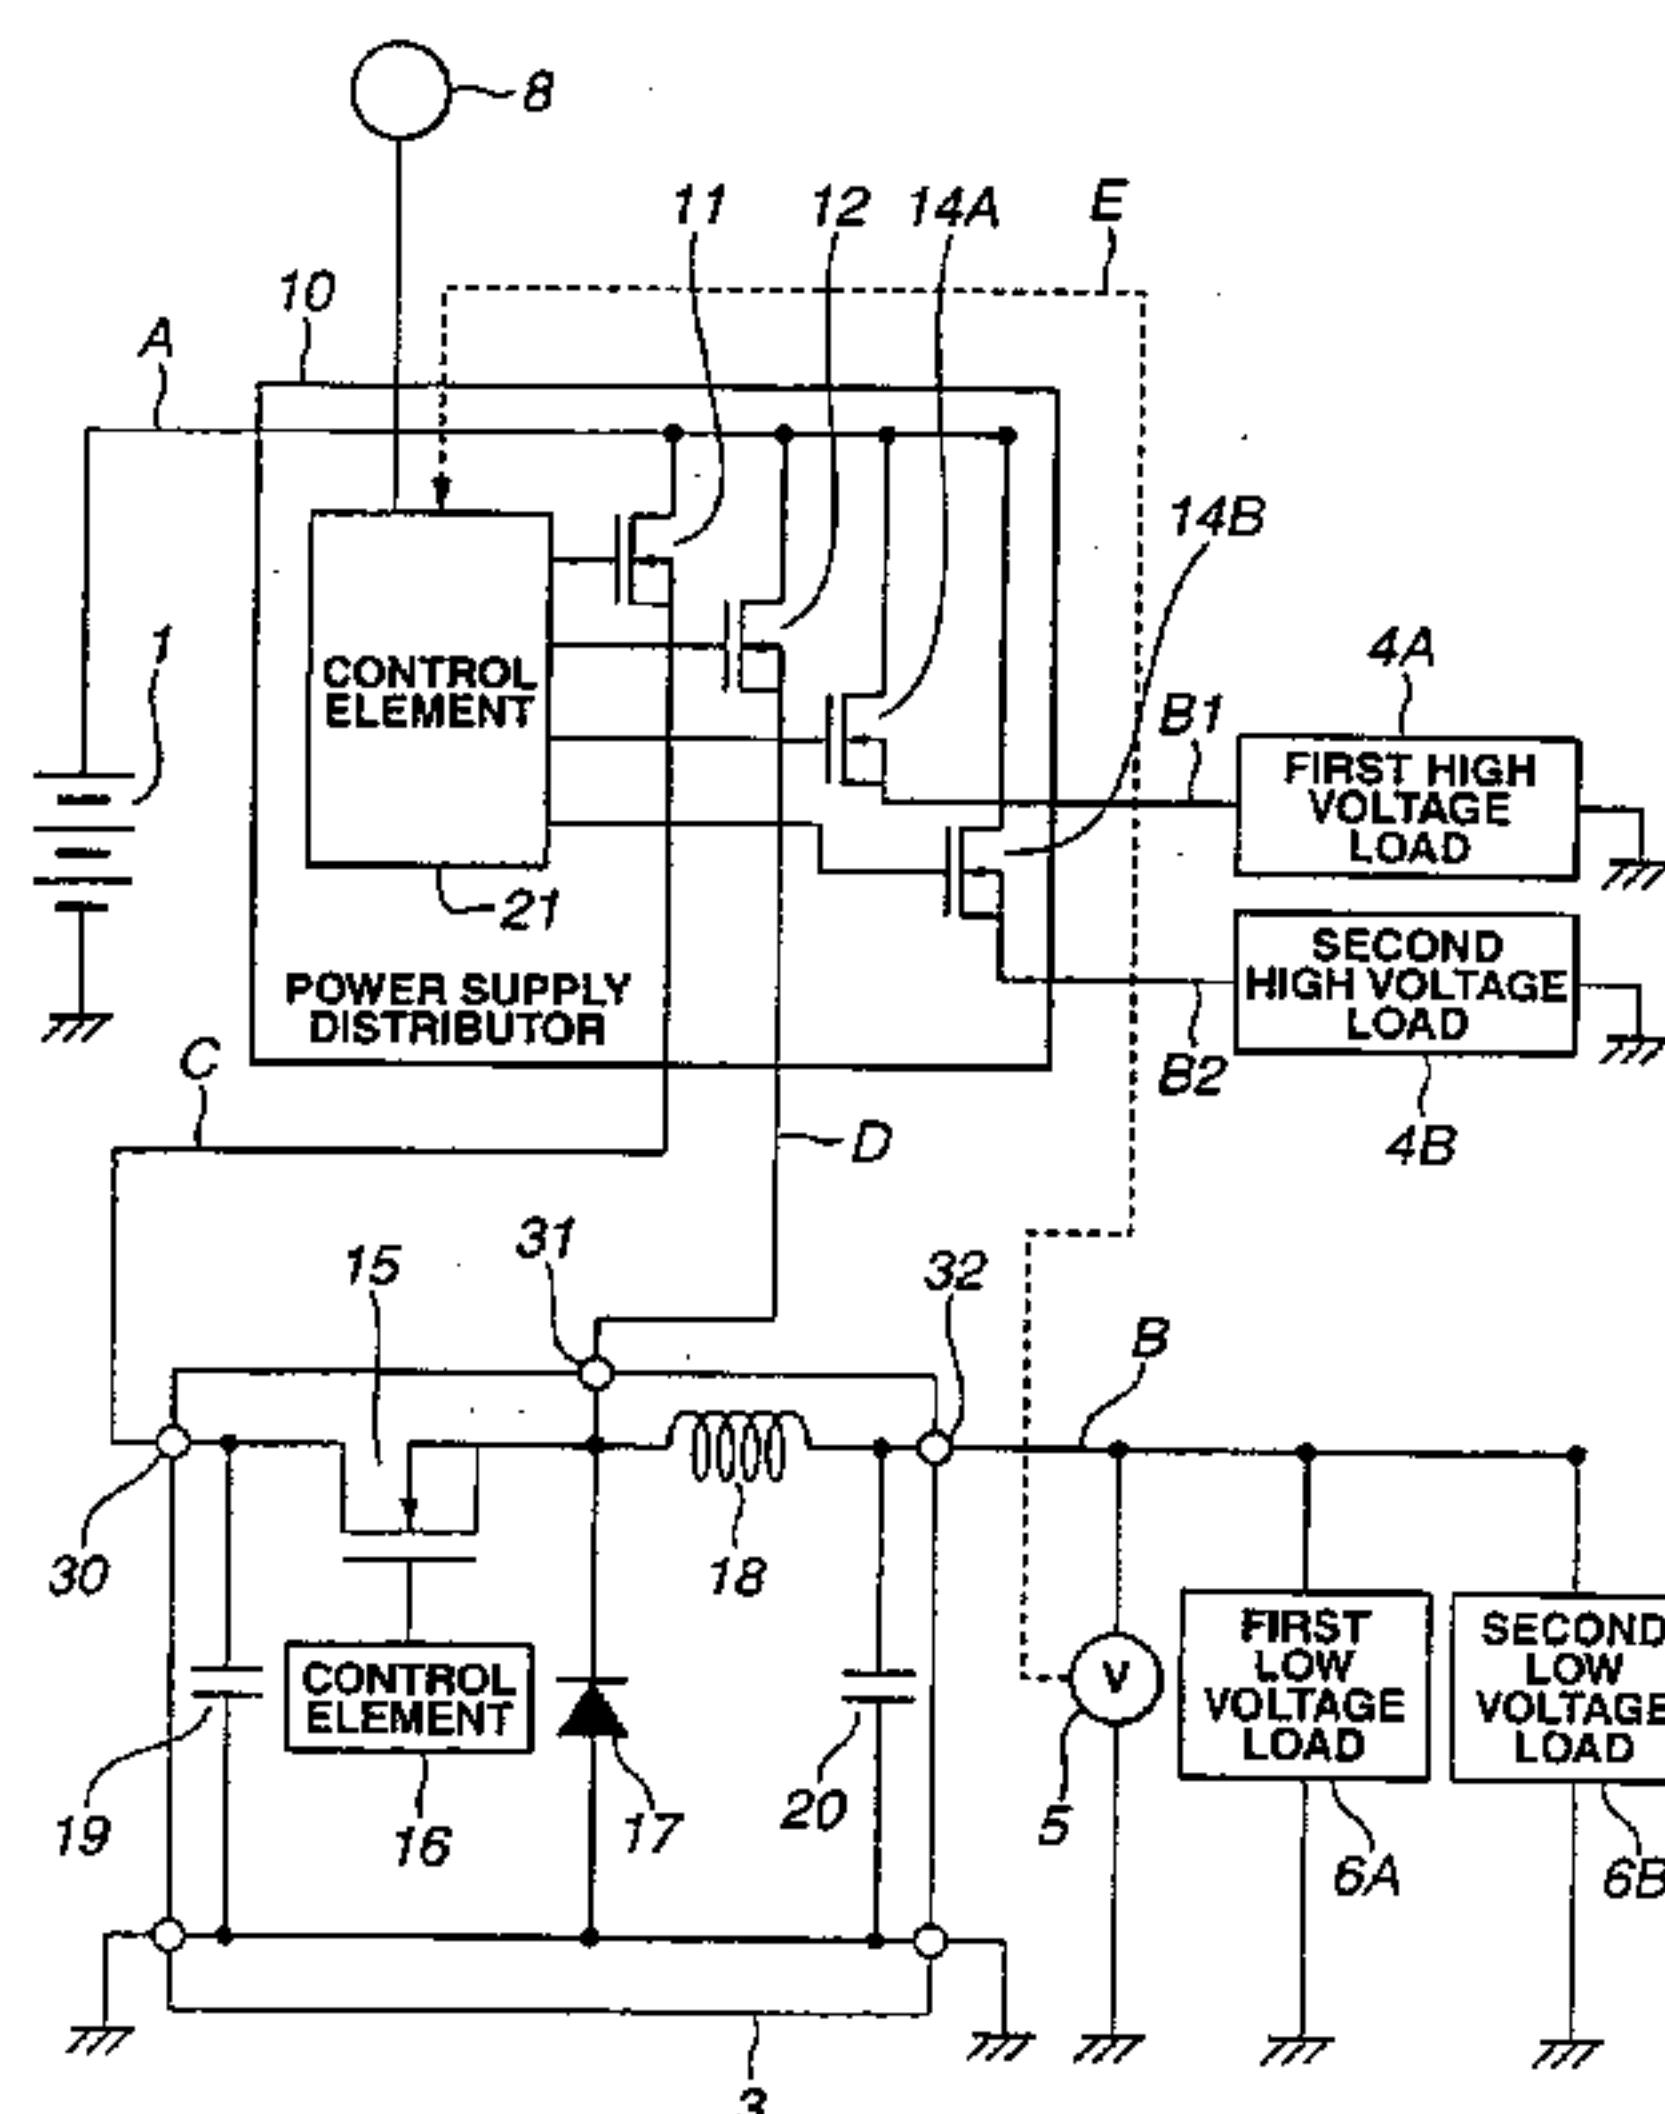 8
11
12
14A
E
10
A
14B
1
CONTROL
ELEMENT
4A
B1
FIRST HIGH
VOLTAGE
LOAD
21
POWER SUPPLY
DISTRIBUTOR
SECOND
HIGH VOLTAGE
LOAD
C
B2
D
4B
31
15
32
B
30
18
CONTROL
ELEMENT
FIRST
LOW
VOLTAGE
LOAD
SECOND
LOW
VOLTAGE
LOAD
V
19
16
17
20
5
6A
6B
3